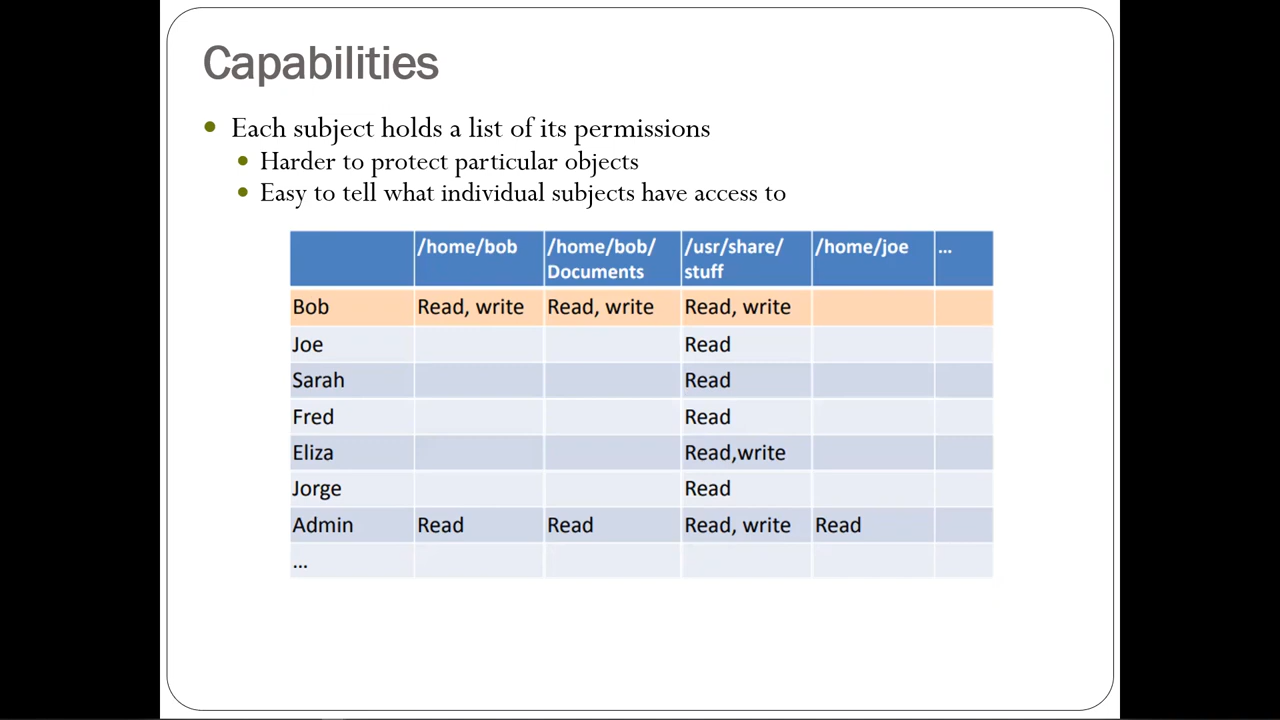 Capabilities
Each subject holds a list of its permissions
Harder to protect particular objects
Easy to tell what individual subjects have access to
/home/bob /home/bob/ /usr/share/ /home/joe ...
Documents stuff
Bob Read, write Read, write Read, write
Joe Read
Sarah Read
Fred Read
Eliza Read,write
Jorge Read
Admin Read Read Read, write Read
...